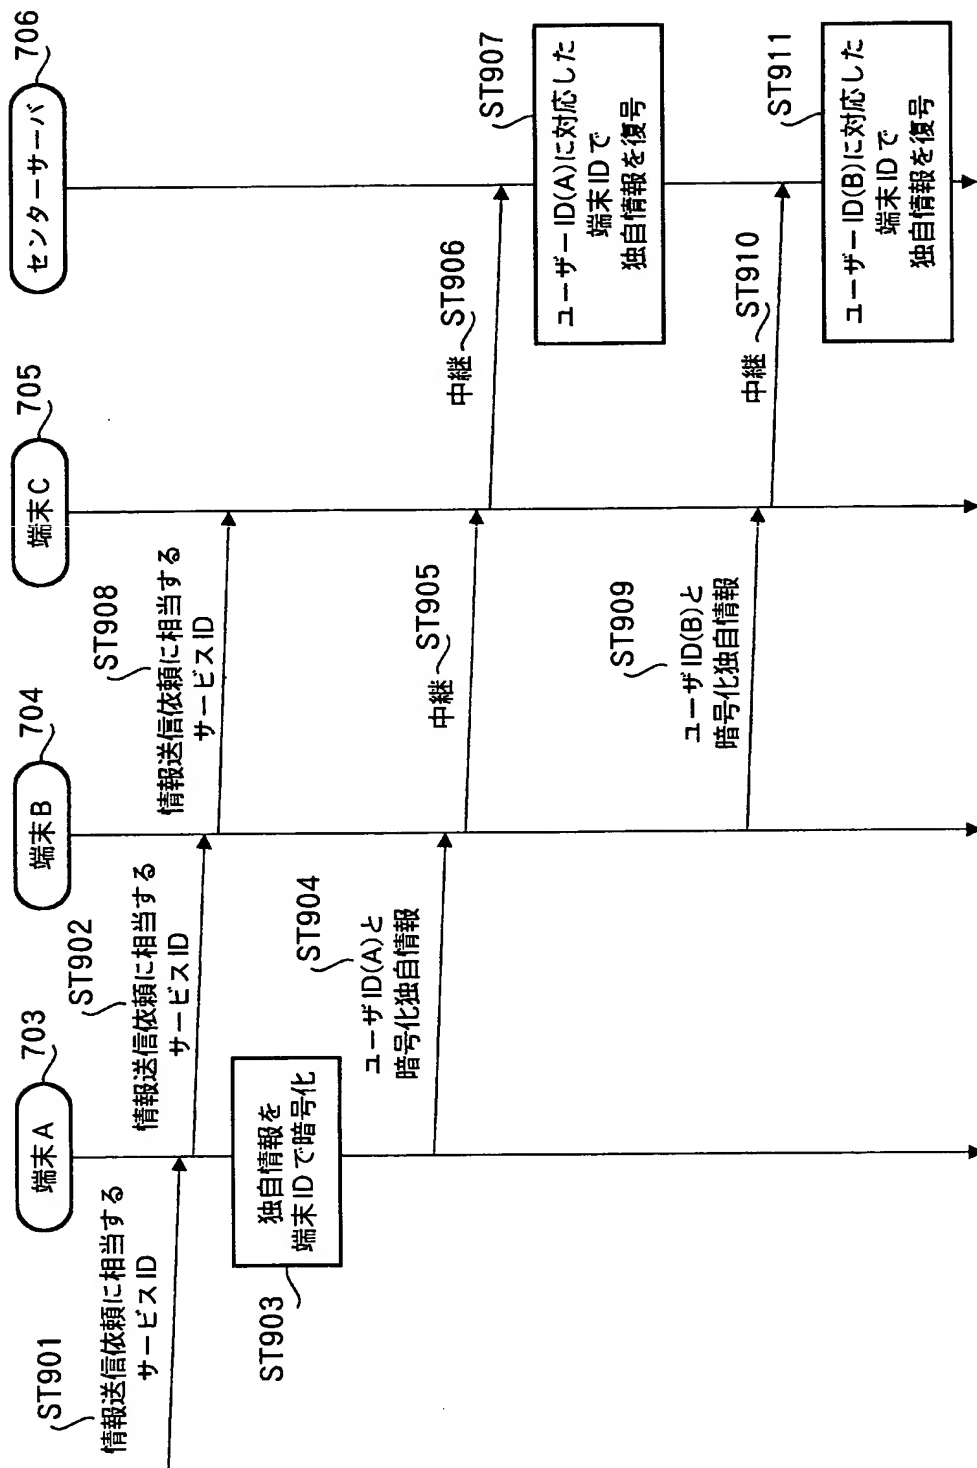 端末A
703
端末B
704
端末C
705
センターサーバ
706
ST901
情報送信依頼に相当する
サービスID
ST902
情報送信依頼に相当する
サービスID
ST908
情報送信依頼に相当する
サービスID
ST903
独自情報を
端末IDで暗号化
ST904
ユーザID(A)と
暗号化独自情報
中継
ST905
中継
ST906
ST907
ユーザーID(A)に対応した
端末IDで
独自情報を復号
ST909
ユーザID(B)と
暗号化独自情報
中継
ST910
ST911
ユーザーID(B)に対応した
端末IDで
独自情報を復号